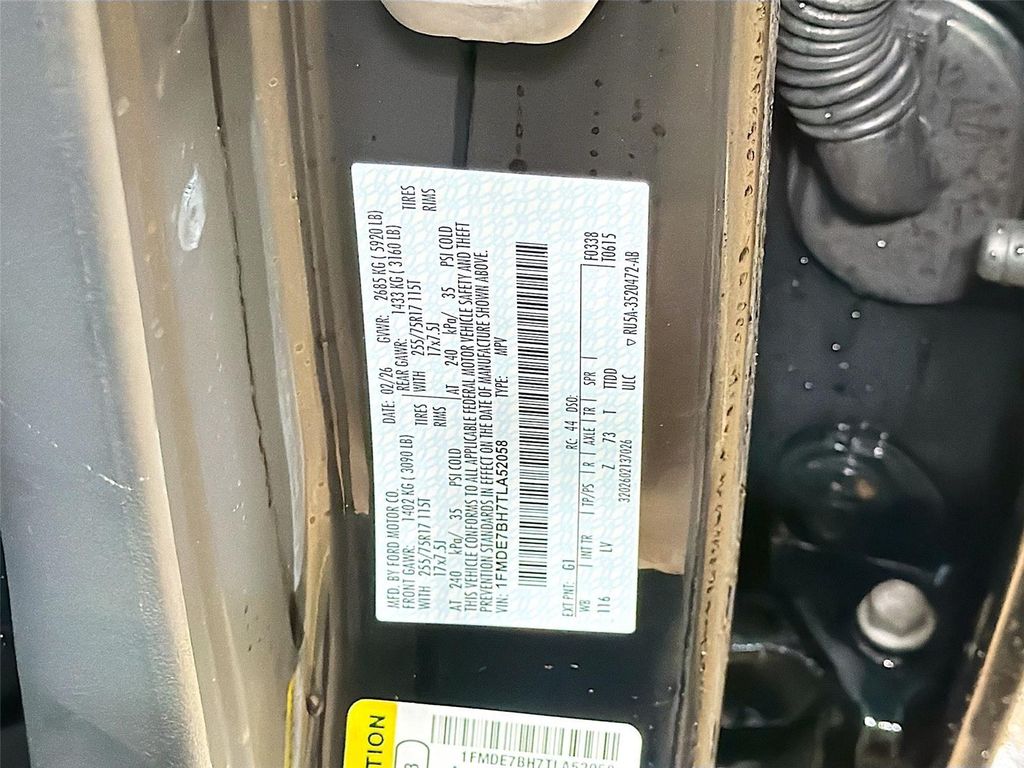 MFD. BY FORD MOTOR CO.
DATE: 02/26
GVWR: 2685 KG ( 5920 LB)
FRONT GAWR: 1402 KG ( 3090 LB)
REAR GAWR: 1433 KG ( 3160 LB)
WITH 255/75R17 115T TIRES
WITH 255/75R17 115T TIRES
17x7.5J RIMS
17x7.5J RIMS
AT 240 kPa/ 35 PSI COLD
AT 240 kPa/ 35 PSI COLD
THIS VEHICLE CONFORMS TO ALL APPLICABLE FEDERAL MOTOR VEHICLE SAFETY AND THEFT
PREVENTION STANDARDS IN EFFECT ON THE DATE OF MANUFACTURE SHOWN ABOVE.
VIN: 1FMDE7BH7TLA52058 TYPE: MPV
F0338
T0615
EXT PNT: G1 RC: 44 DSO:
WB INTTR TP/PS R AXLE TR SPR
116 LV Z 73 T TTDD
3202602137026 ULC ▽ RU5A-3520472-AB
1FMDE7BH7TLA52058